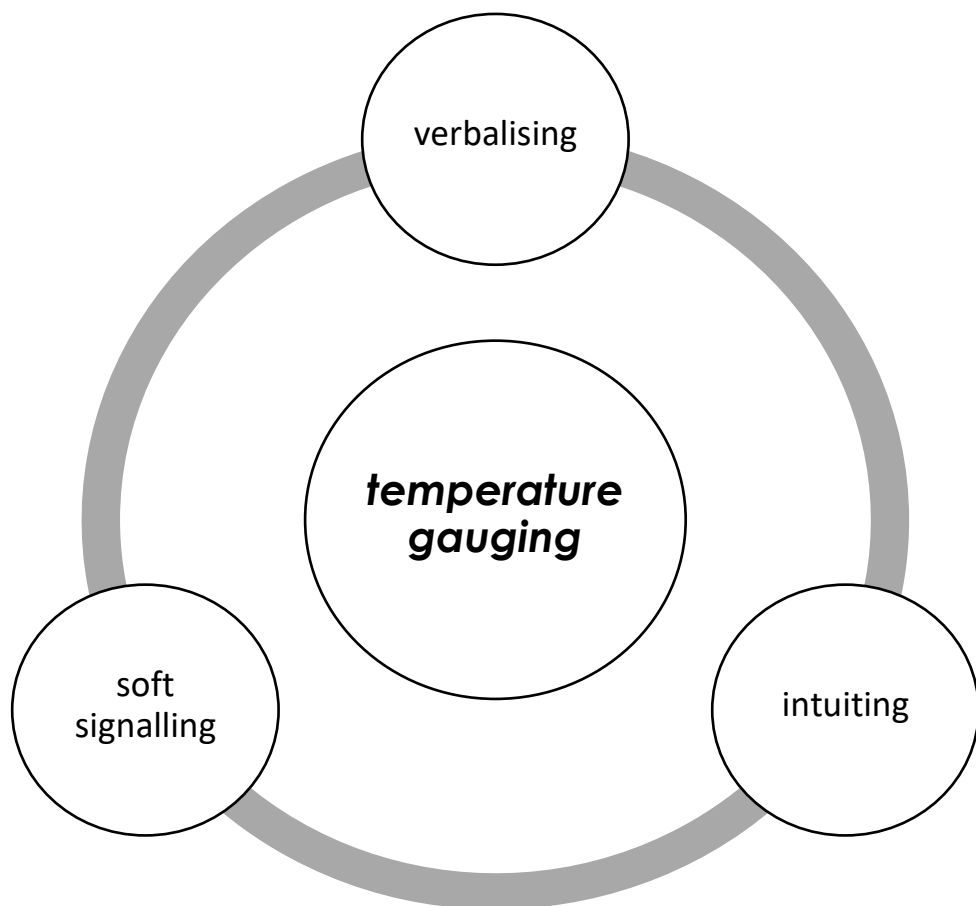 verbalising
temperature
gauging
soft
signalling
intuiting